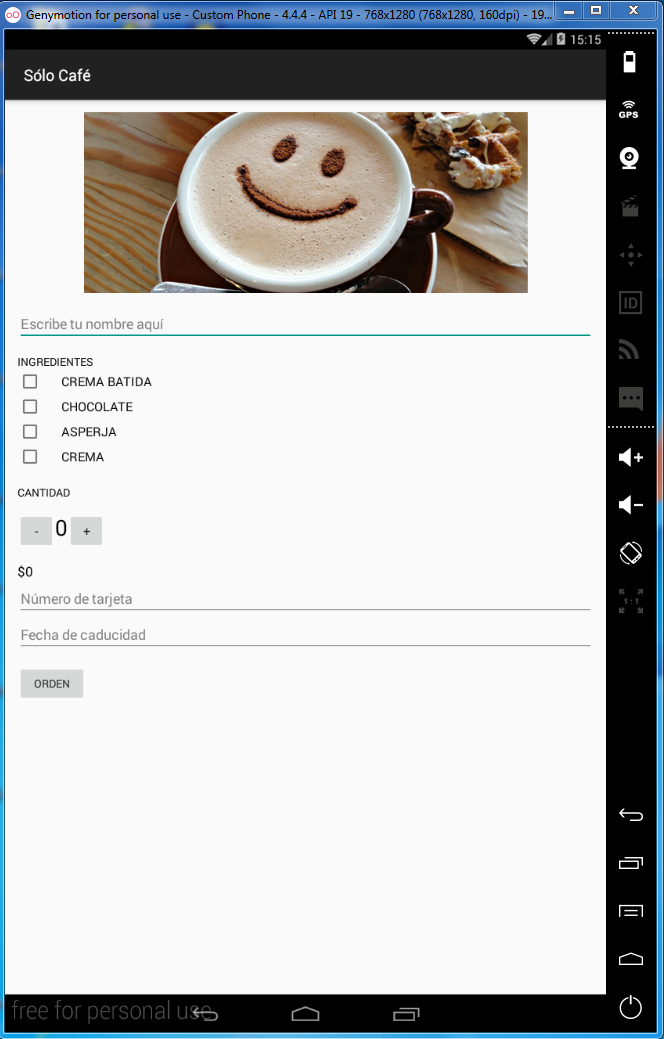 Genymotion for personal use - Custom Phone - 4.4.4 - API 19 - 768x1280 (768x1280, 160dpi) - 19...
15:15
Sólo Café
GPS
Escribe tu nombre aquí
INGREDIENTES
CREMA BATIDA
CHOCOLATE
ASPERJA
CREMA
ID
CANTIDAD
- 0 +
$0
Número de tarjeta
1:1
Fecha de caducidad
ORDEN
free for personal use